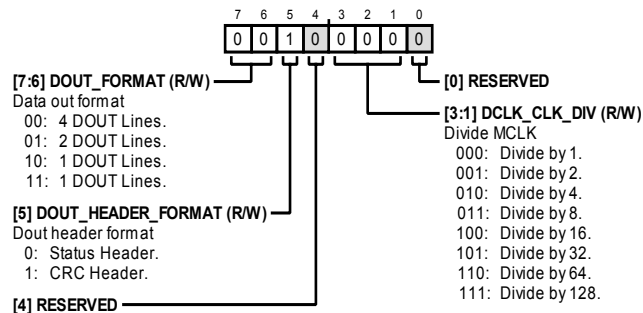 7 6 5 4 3 2 1 0
0 0 1 0 0 0 0 0
[7:6] DOUT_FORMAT (R/W)
Data out format
00: 4 DOUT Lines.
01: 2 DOUT Lines.
10: 1 DOUT Lines.
11: 1 DOUT Lines.
[5] DOUT_HEADER_FORMAT (R/W)
Dout header format
0: Status Header.
1: CRC Header.
[4] RESERVED
[0] RESERVED
[3:1] DCLK_CLK_DIV (R/W)
Divide MCLK
000: Divide by 1.
001: Divide by 2.
010: Divide by 4.
011: Divide by 8.
100: Divide by 16.
101: Divide by 32.
110: Divide by 64.
111: Divide by 128.